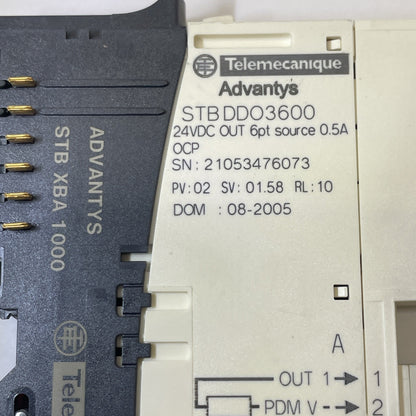 Telemecanique
Advantys
STB DDO3600
24VDC OUT 6pt source 0.5A
OCP
SN: 21053476073
PV:02 SV: 01.58 RL:10
DOM : 08-2005
A
OUT 1 1
PDM V 2
ADVANTYS
STB XBA 1000
Tele